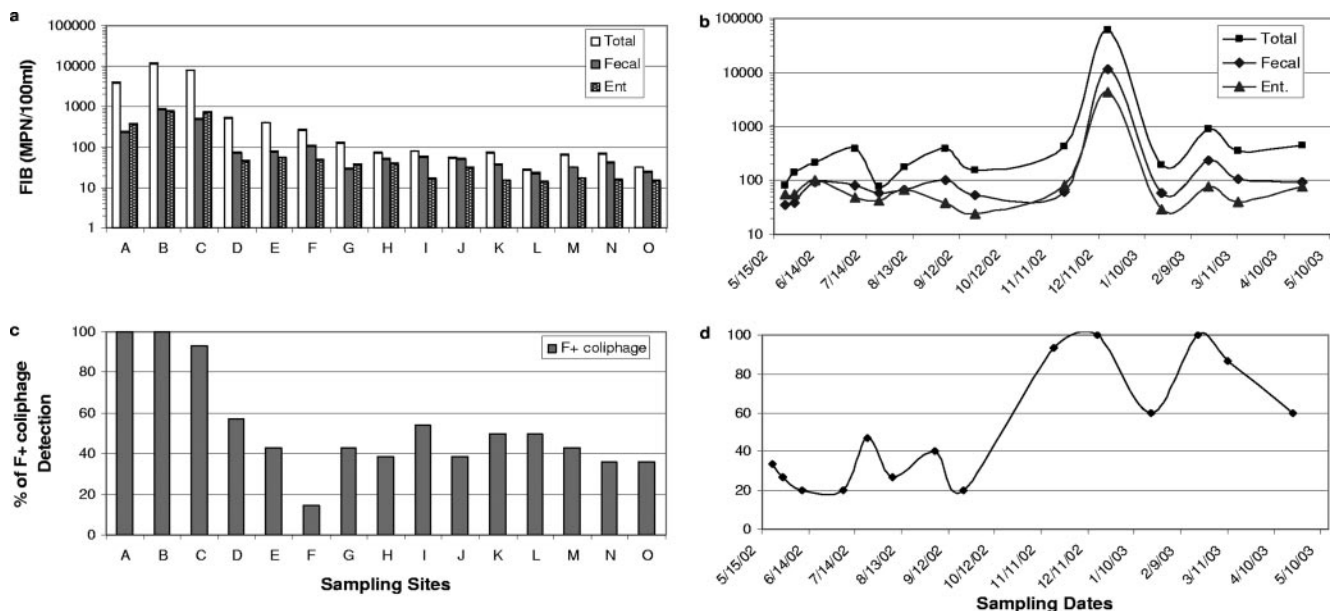 a
100000
10000
1000
100
10
1
FIB (MPN/100ml)
Total
Fecal
Ent
A B C D E F G H I J K L M N O
b
100000
10000
1000
100
10
Total
Fecal
Ent.
5/15/02 6/14/02 7/14/02 8/13/02 9/12/02 10/12/02 11/11/02 12/11/02 1/10/03 2/9/03 3/11/03 4/10/03 5/10/03
c
100
80
60
40
20
0
% of F+ coliphage
Detection
F+ coliphage
A B C D E F G H I J K L M N O
Sampling Sites
d
100
80
60
40
20
0
5/15/02 6/14/02 7/14/02 8/13/02 9/12/02 10/12/02 11/11/02 12/11/02 1/10/03 2/9/03 3/11/03 4/10/03 5/10/03
Sampling Dates